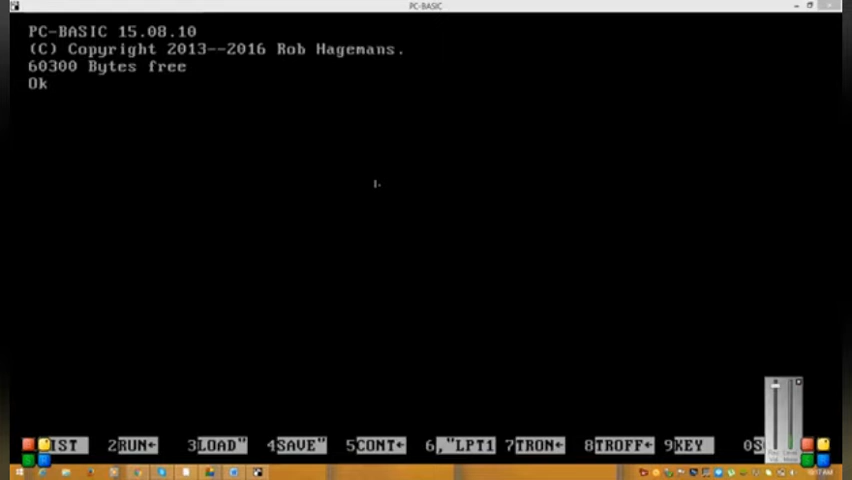 PC-BASIC
PC-BASIC 15.08.10
(C) Copyright 2013--2016 Rob Hagemans.
60300 Bytes free
Ok
IST 2RUN← 3LOAD" 4SAVE" 5CONT← 6,"LPT1 7TRON← 8TROFF← 9KEY 0S